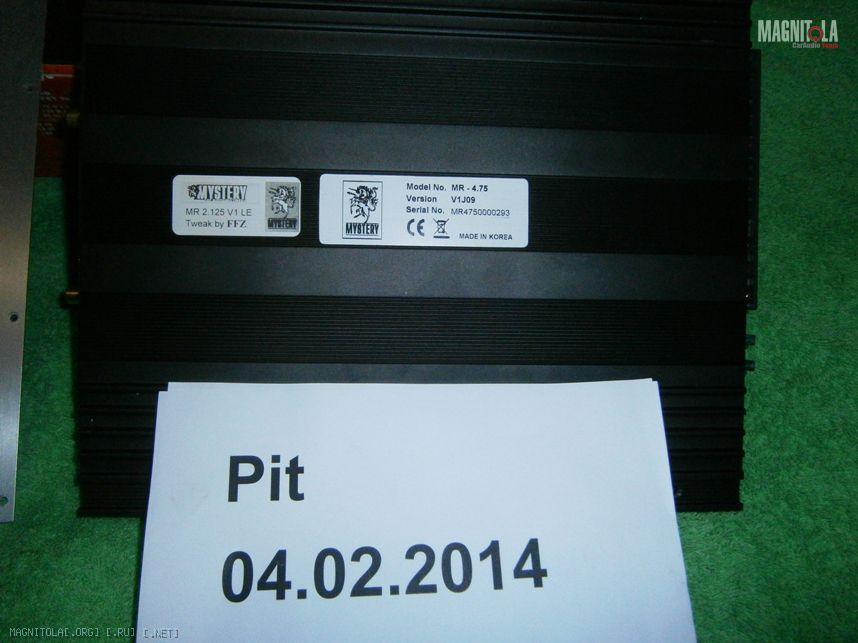 MAGNITOLA
CarAudio Team
MYSTERY
MR 2.125 V1 LE
Tweak by FFZ
MYSTERY
MYSTERY
Model No. MR - 4.75
Version V1J09
Serial No. MR4750000293
CE
MADE IN KOREA
Pit
04.02.2014
MAGNITOLA[.ORG] [.RU] [.NET]